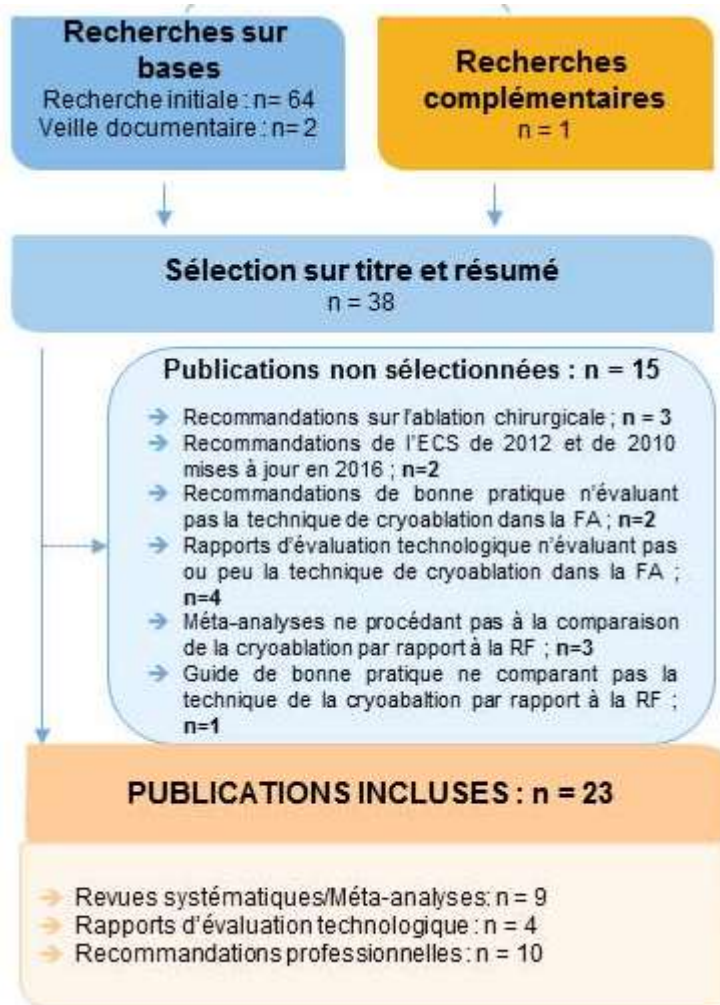 Recherches sur
bases
Recherche initiale : n= 64
Veille documentaire : n= 2
Recherches
complémentaires
n = 1
Sélection sur titre et résumé
n = 38
Publications non sélectionnées : n = 15
→ Recommandations sur l'ablation chirurgicale ; n = 3
→ Recommandations de l'ECS de 2012 et de 2010
mises à jour en 2016 ; n=2
→ Recommandations de bonne pratique n'évaluant
pas la technique de cryoablation dans la FA ; n=2
→ Rapports d'évaluation technologique n'évaluant pas
ou peu la technique de cryoablation dans la FA ;
n=4
→ Méta-analyses ne procédant pas à la comparaison
de la cryoablation par rapport à la RF ; n=3
→ Guide de bonne pratique ne comparant pas la
technique de la cryoabaltion par rapport à la RF ;
n=1
PUBLICATIONS INCLUSES : n = 23
→ Revues systématiques/Méta-analyses: n = 9
→ Rapports d'évaluation technologique : n = 4
→ Recommandations professionnelles : n = 10